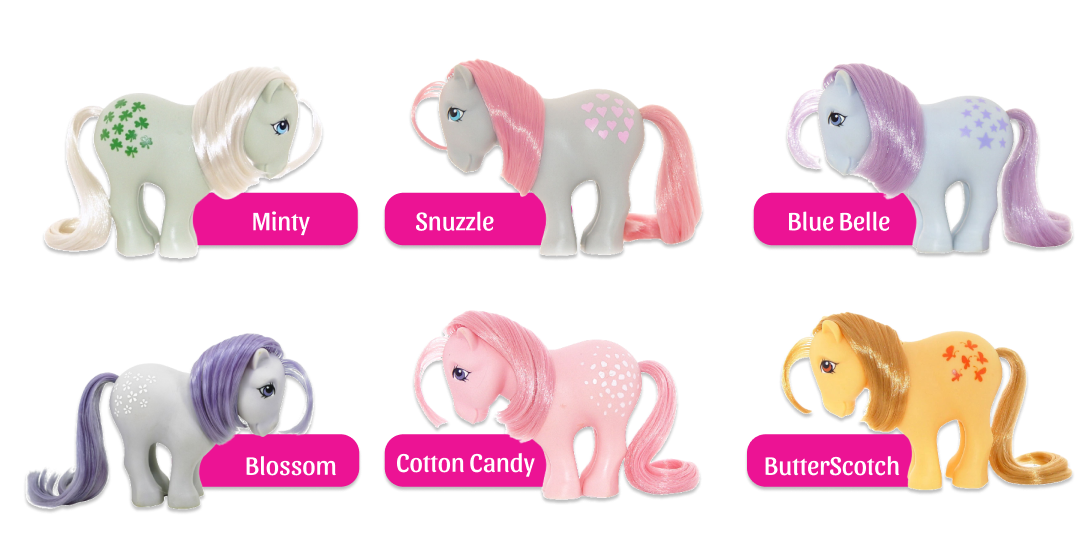 Minty
Snuzzle
Blue Belle
Blossom
Cotton Candy
ButterScotch